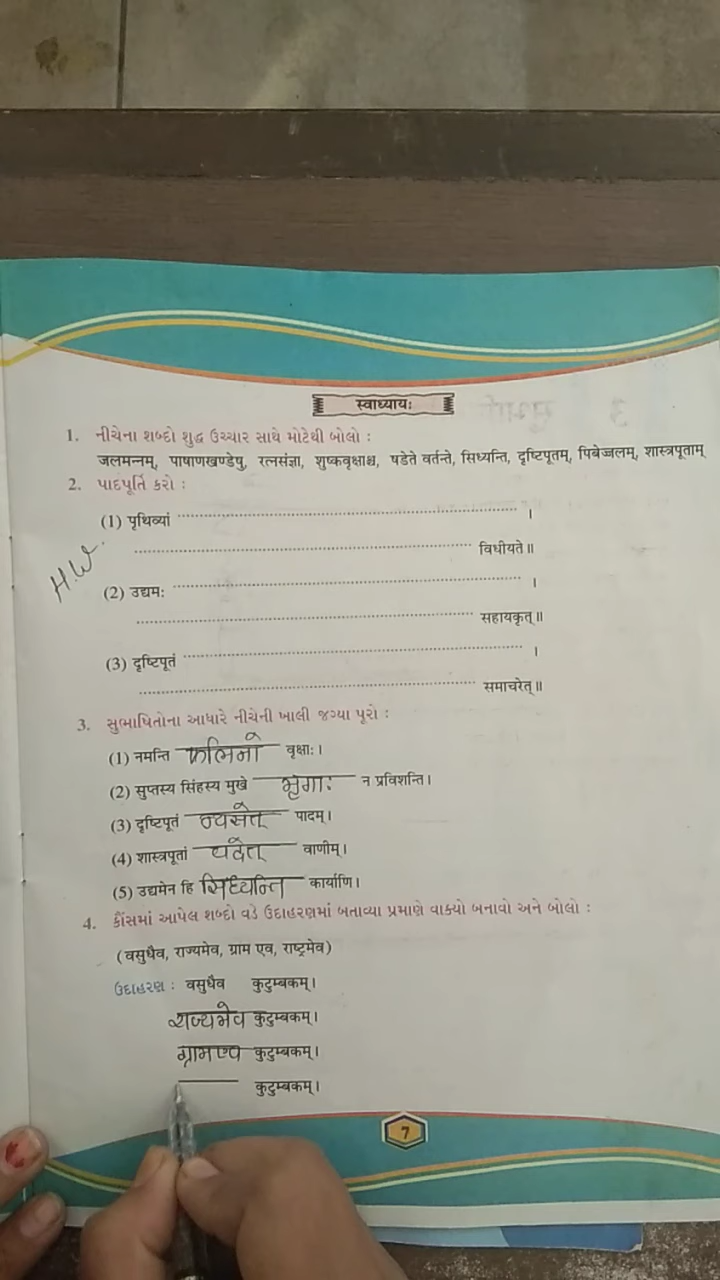 स्वाध्यायः
1. નીચેના શબ્દો શુદ્ધ ઉચ્ચાર સાથે મોટેથી બોલો :
जलमन्नम्, पाषाणखण्डेषु, रत्नसंज्ञा, शुष्कवृक्षाश्च, षडेते वर्तन्ते, सिध्यन्ति, दृष्टिपूतम्, पिबेज्जलम्, शास्त्रपूताम्
2. પાદપૂર્તિ કરો :
(1) पृथिव्यां ........................ ।
........................ विधीयते॥
H.W.
(2) उद्यमः ........................ ।
........................ सहायकृत्॥
(3) दृष्टिपूतं ........................ ।
........................ समाचरेत्॥
3. સુભાષિતોના આધારે નીચેની ખાલી જગ્યા પૂરો :
(1) नमन्ति फलिनो वृक्षाः।
(2) सुप्तस्य सिंहस्य मुखे मृगाः न प्रविशन्ति।
(3) दृष्टिपूतं न्यसेत् पादम्।
(4) शास्त्रपूतां वदेत् वाणीम्।
(5) उद्यमेन हि सिध्यन्ति कार्याणि।
4. કૌંસમાં આપેલ શબ્દો વડે ઉદાહરણમાં બતાવ્યા પ્રમાણે વાક્યો બનાવો અને બોલો :
(वसुधैव, राज्यमेव, ग्राम एव, राष्ट्रमेव)
ઉદાહરણ : वसुधैव कुटुम्बकम्।
राज्यमेव कुटुम्बकम्।
ग्राम एव कुटुम्बकम्।
कुटुम्बकम्।
7